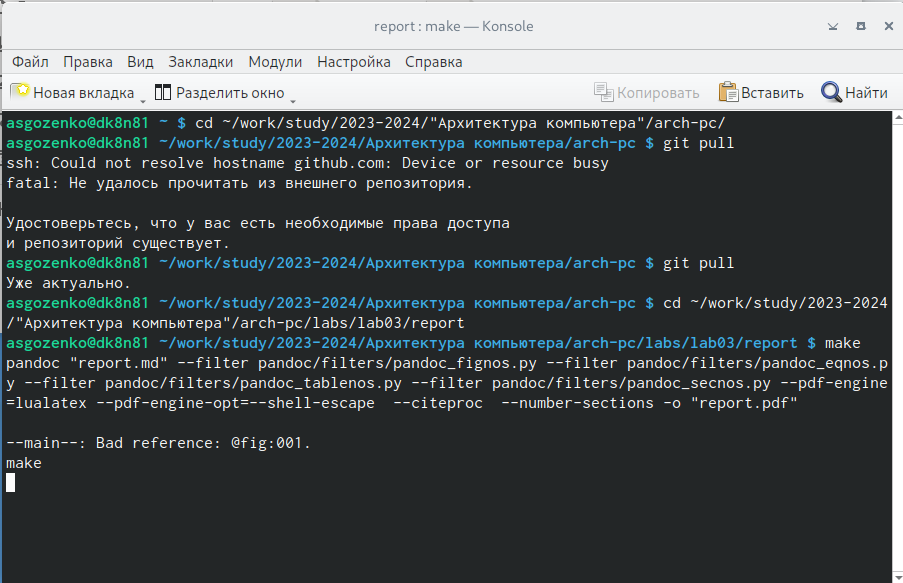 report : make — Konsole
Файл Правка Вид Закладки Модули Настройка Справка
Новая вкладка Разделить окно Копировать Вставить Найти
asgozenko@dk8n81 ~ $ cd ~/work/study/2023-2024/"Архитектура компьютера"/arch-pc/
asgozenko@dk8n81 ~/work/study/2023-2024/Архитектура компьютера/arch-pc $ git pull
ssh: Could not resolve hostname github.com: Device or resource busy
fatal: Не удалось прочитать из внешнего репозитория.
Удостоверьтесь, что у вас есть необходимые права доступа
и репозиторий существует.
asgozenko@dk8n81 ~/work/study/2023-2024/Архитектура компьютера/arch-pc $ git pull
Уже актуально.
asgozenko@dk8n81 ~/work/study/2023-2024/Архитектура компьютера/arch-pc $ cd ~/work/study/2023-2024
/"Архитектура компьютера"/arch-pc/labs/lab03/report
asgozenko@dk8n81 ~/work/study/2023-2024/Архитектура компьютера/arch-pc/labs/lab03/report $ make
pandoc "report.md" --filter pandoc/filters/pandoc_fignos.py --filter pandoc/filters/pandoc_eqnos.p
y --filter pandoc/filters/pandoc_tablenos.py --filter pandoc/filters/pandoc_secnos.py --pdf-engine
=lualatex --pdf-engine-opt=--shell-escape --citeproc --number-sections -o "report.pdf"
--main--: Bad reference: @fig:001.
make